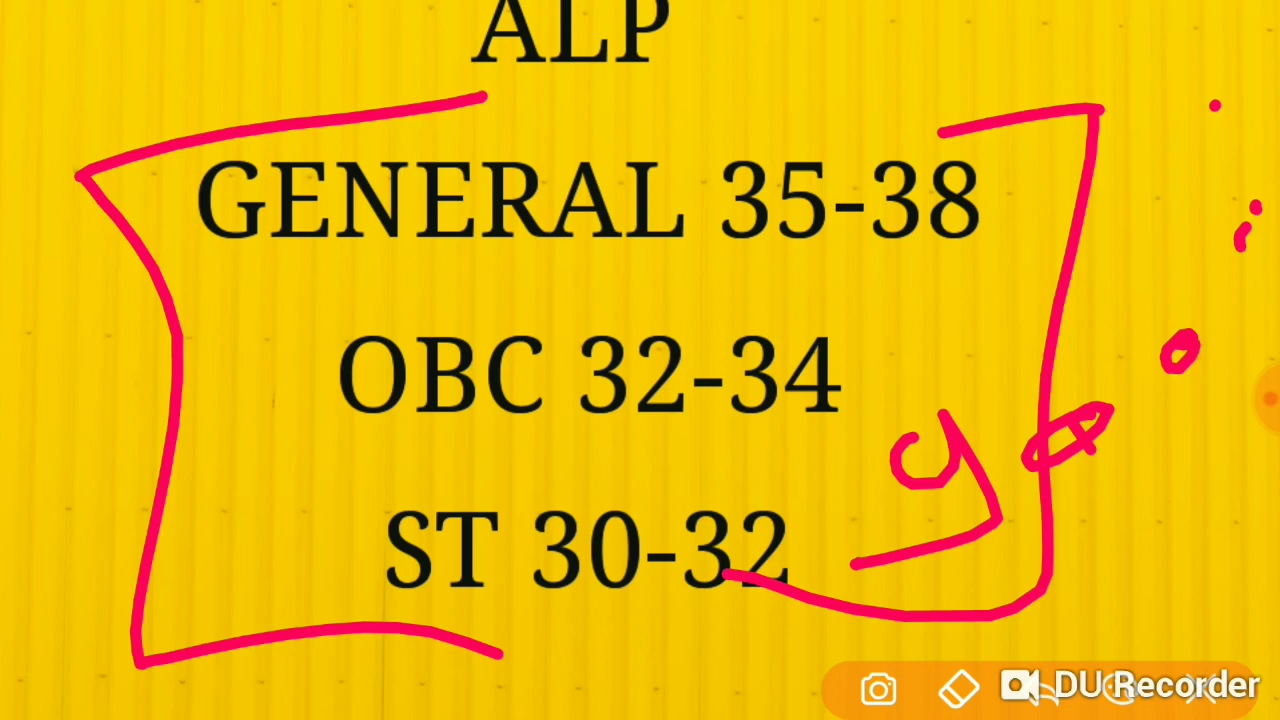 ALP
GENERAL 35-38
OBC 32-34
ST 30-32
DU Recorder